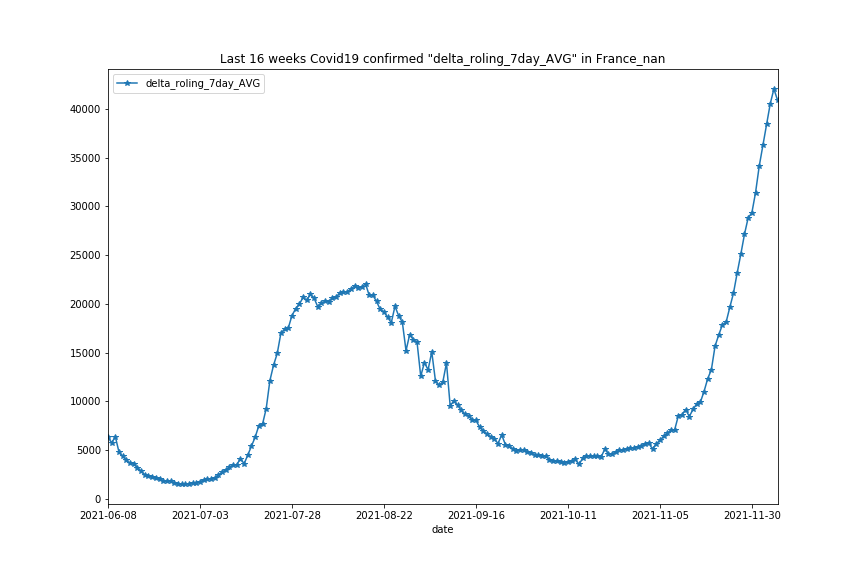 Last 16 weeks Covid19 confirmed "delta_roling_7day_AVG" in France_nan
delta_roling_7day_AVG
40000
35000
30000
25000
20000
15000
10000
5000
0
2021-06-08 2021-07-03 2021-07-28 2021-08-22 2021-09-16 2021-10-11 2021-11-05 2021-11-30
date